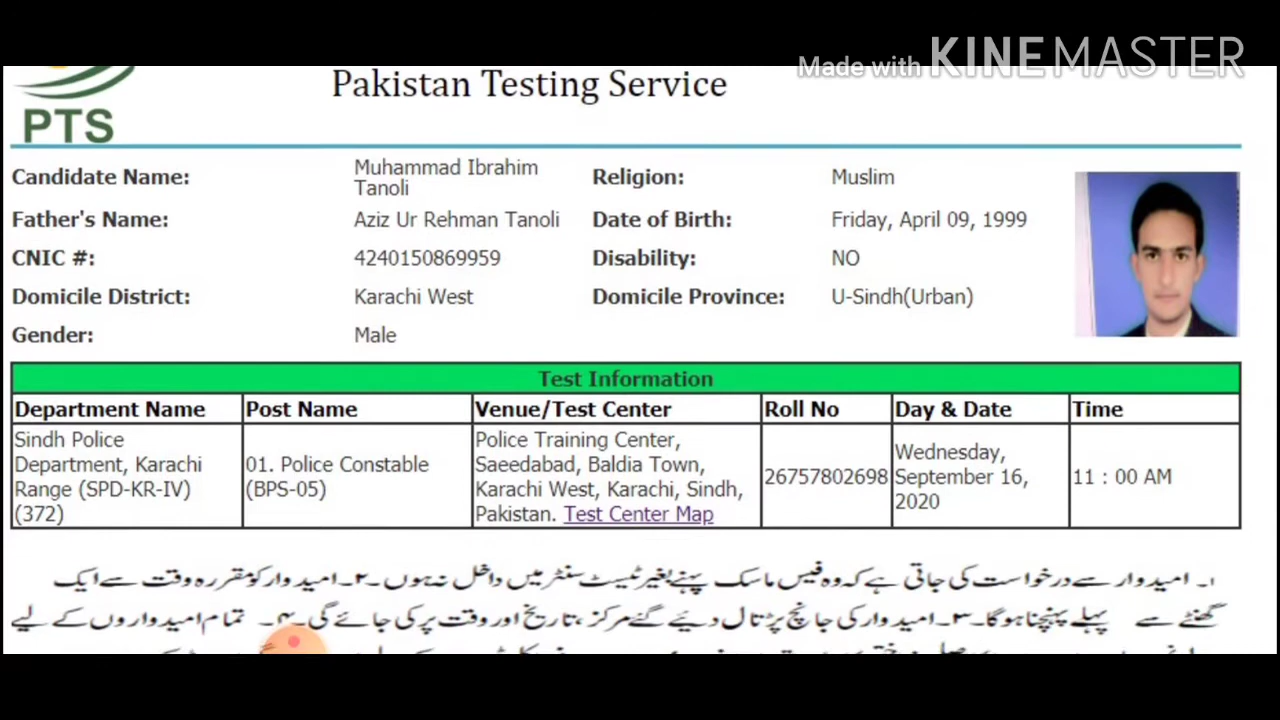 Made with KINEMASTER
Pakistan Testing Service
PTS
Candidate Name: Muhammad Ibrahim Tanoli Religion: Muslim
Father's Name: Aziz Ur Rehman Tanoli Date of Birth: Friday, April 09, 1999
CNIC #: 4240150869959 Disability: NO
Domicile District: Karachi West Domicile Province: U-Sindh(Urban)
Gender: Male
Test Information
Department Name Post Name Venue/Test Center Roll No Day & Date Time
Sindh Police
Department, Karachi
Range (SPD-KR-IV)
(372)
01. Police Constable
(BPS-05)
Police Training Center,
Saeedabad, Baldia Town,
Karachi West, Karachi, Sindh,
Pakistan. Test Center Map
26757802698
Wednesday,
September 16,
2020
11 : 00 AM
۱۔ امیدوار سے درخواست کی جاتی ہے کہ وہ فیس ماسک پہنے بغیر ٹیسٹ سنٹر میں داخل نہ ہوں۔ ۲۔ امیدوار کو مقررہ وقت سے ایک
گھنٹے سے پہلے پہنچنا ہوگا۔ ۳۔ امیدوار کی جانچ پڑتال دیئے گئے مرکز، تاریخ اور وقت پر کی جائے گی۔ ۴۔ تمام امیدواروں کے لیے